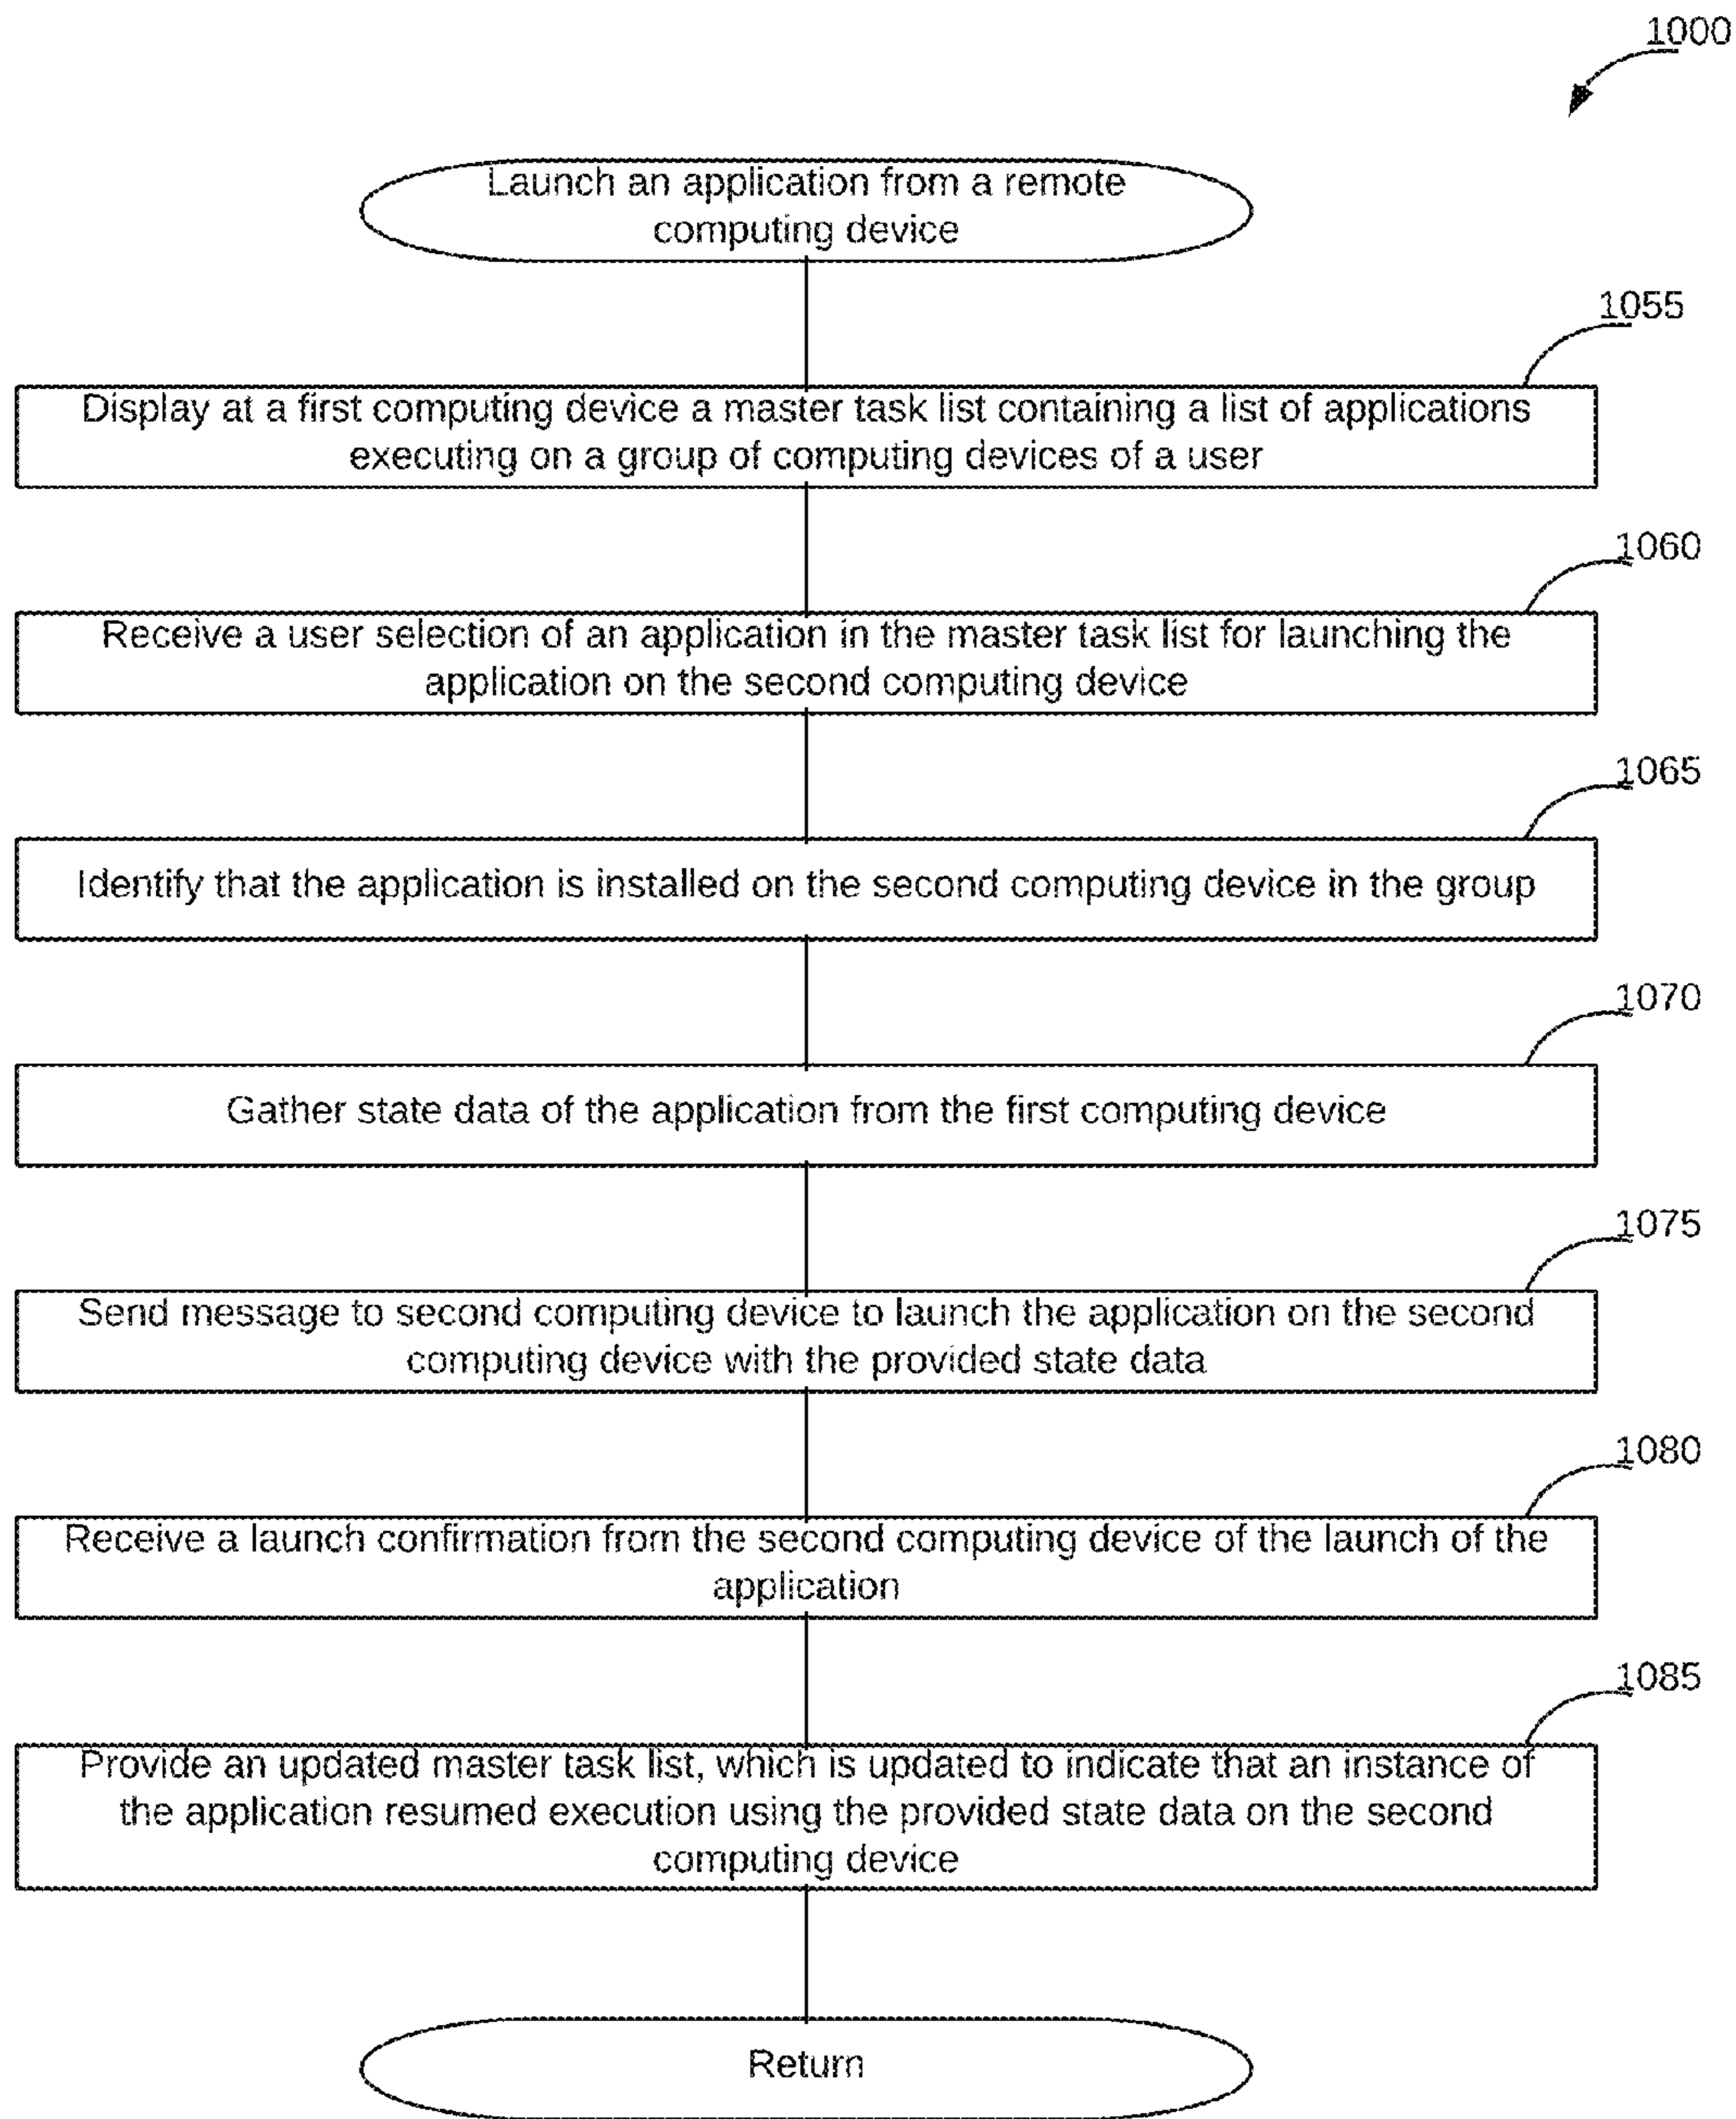 1000
Launch an application from a remote
computing device
1055
Display at a first computing device a master task list containing a list of applications
executing on a group of computing devices of a user
1060
Receive a user selection of an application in the master task list for launching the
application on the second computing device
1065
Identify that the application is installed on the second computing device in the group
1070
Gather state data of the application from the first computing device
1075
Send message to second computing device to launch the application on the second
computing device with the provided state data
1080
Receive a launch confirmation from the second computing device of the launch of the
application
1085
Provide an updated master task list, which is updated to indicate that an instance of
the application resumed execution using the provided state data on the second
computing device
Return